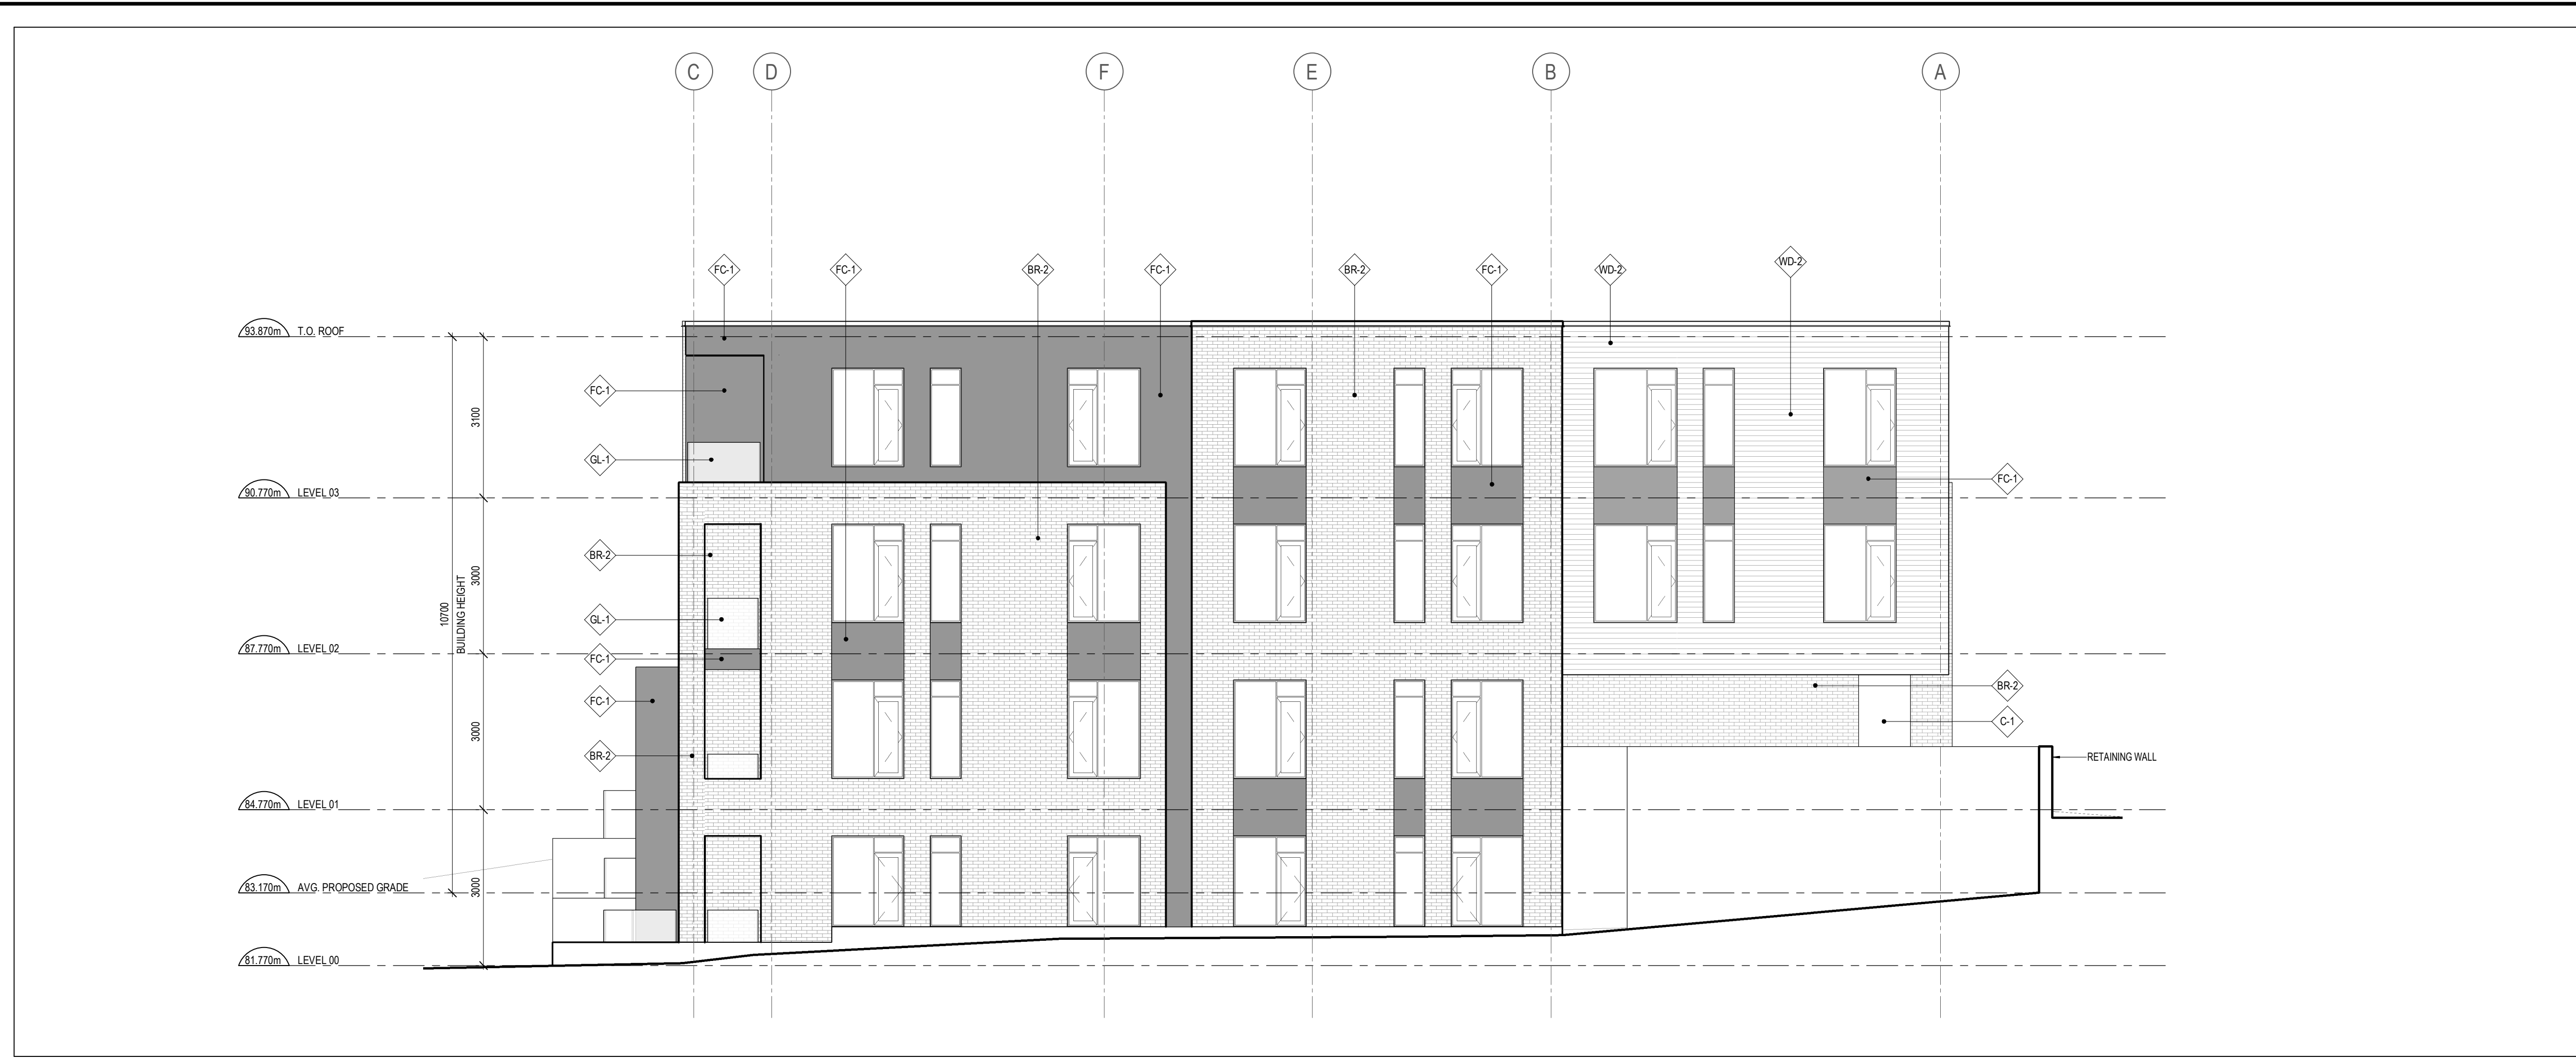 C D F E B A
FC-1 FC-1 BR-2 FC-1 BR-2 FC-1 WD-2 WD-2
93.870m T.O. ROOF
FC-1
3100
GL-1
FC-1
90.770m LEVEL 03
BR-2
3000
10700
BUILDING HEIGHT
GL-1
87.770m LEVEL 02
FC-1
BR-2
FC-1
C-1
3000
BR-2
RETAINING WALL
84.770m LEVEL 01
83.170m AVG. PROPOSED GRADE
3000
81.770m LEVEL 00